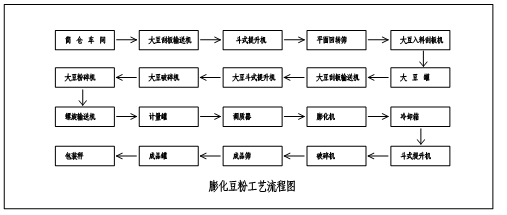 筒仓车网 大豆刮板输送机 斗式提升机 平面回转筛 大豆入料刮板机
大豆粉碎机 大豆破碎机 大豆斗式提升机 大豆刮板输送机 大豆罐
螺旋输送机 计量罐 调质器 膨化机 冷却箱
包装秤 成品罐 成品筛 破碎机 斗式提升机
膨化豆粉工艺流程图